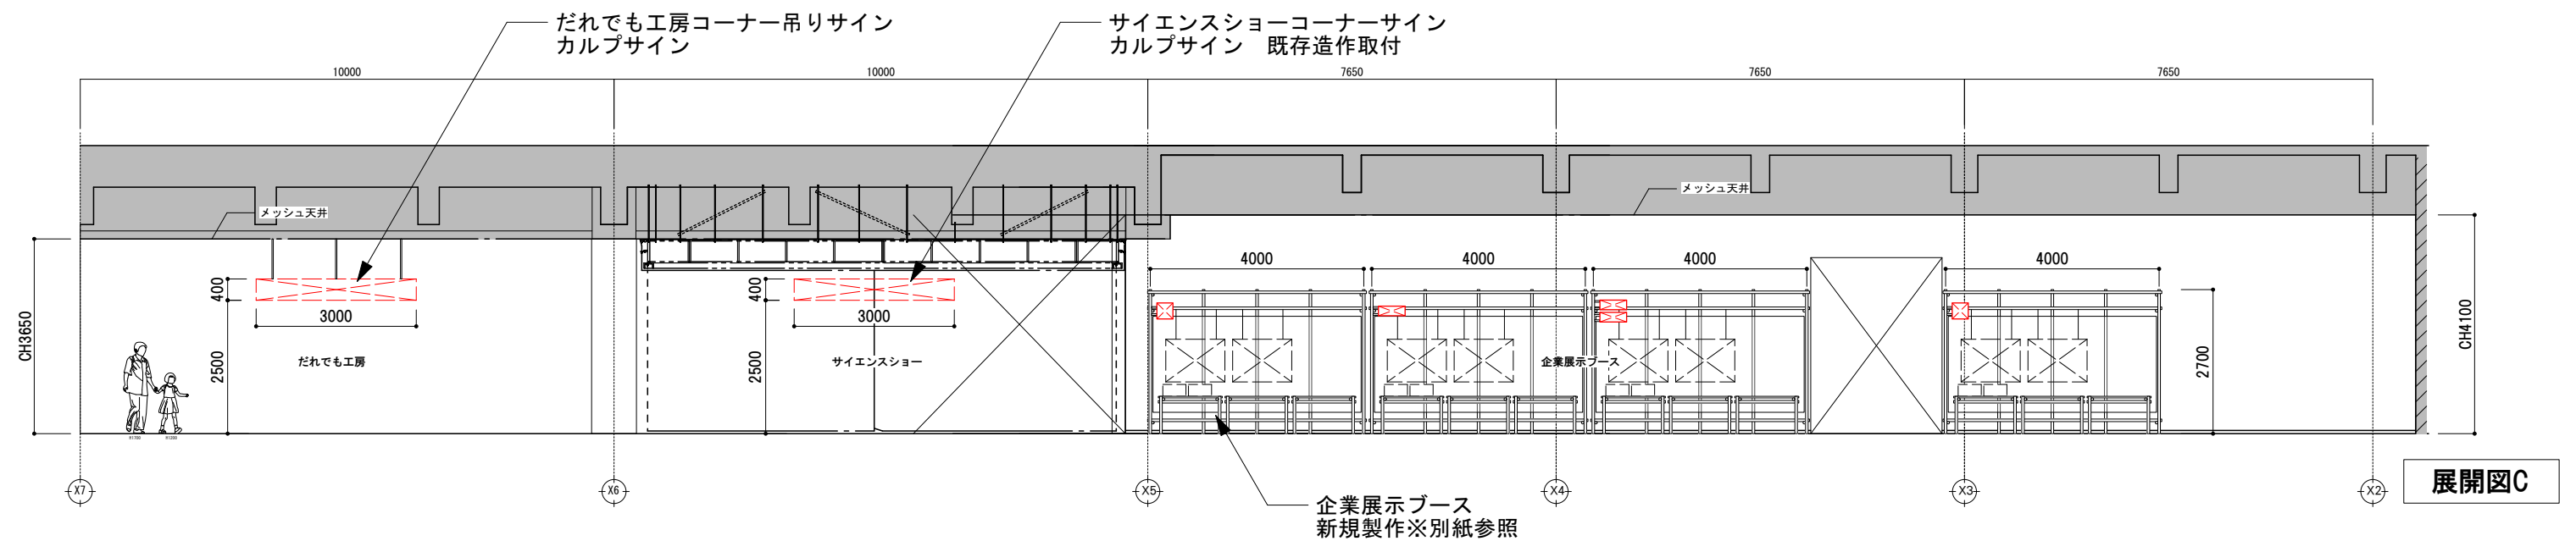 だれでも工房コーナー吊りサイン
カルプサイン
サイエンスショーコーナーサイン
カルプサイン　既存造作取付
10000
10000
7650
7650
7650
メッシュ天井
メッシュ天井
CH3650
400
2500
3000
だれでも工房
H1700
H1200
400
2500
3000
サイエンスショー
4000
4000
4000
4000
企業展示ブース
2700
CH4100
X7
X6
X5
X4
X3
X2
企業展示ブース
新規製作※別紙参照
展開図C